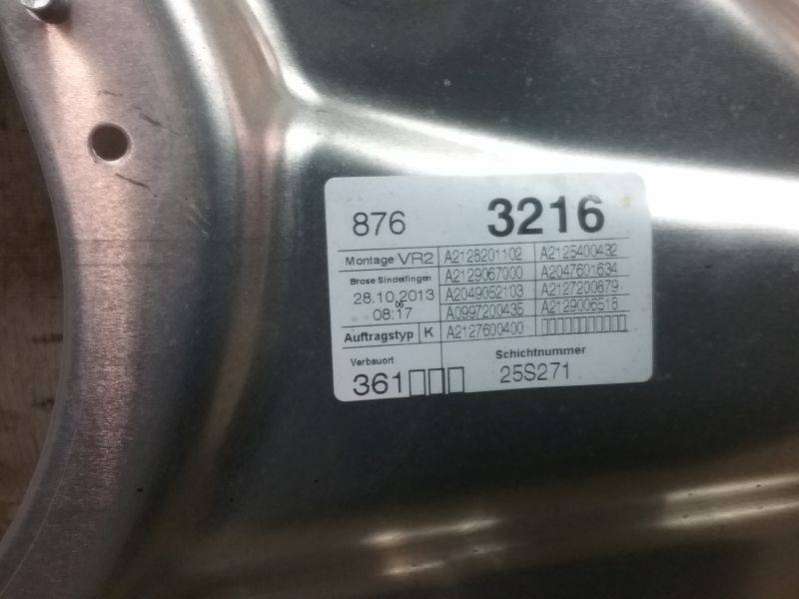 876 3216
Montage VR2 A2128201102 A2125400432
Brose Sindelfingen A2129067900 A2047601634
28.10.2013 A2049052103 A2127200679
08:17 A0997200435 A2129006516
Auftragstyp K A2127600400
Verbauort Schichtnummer
361 25S271